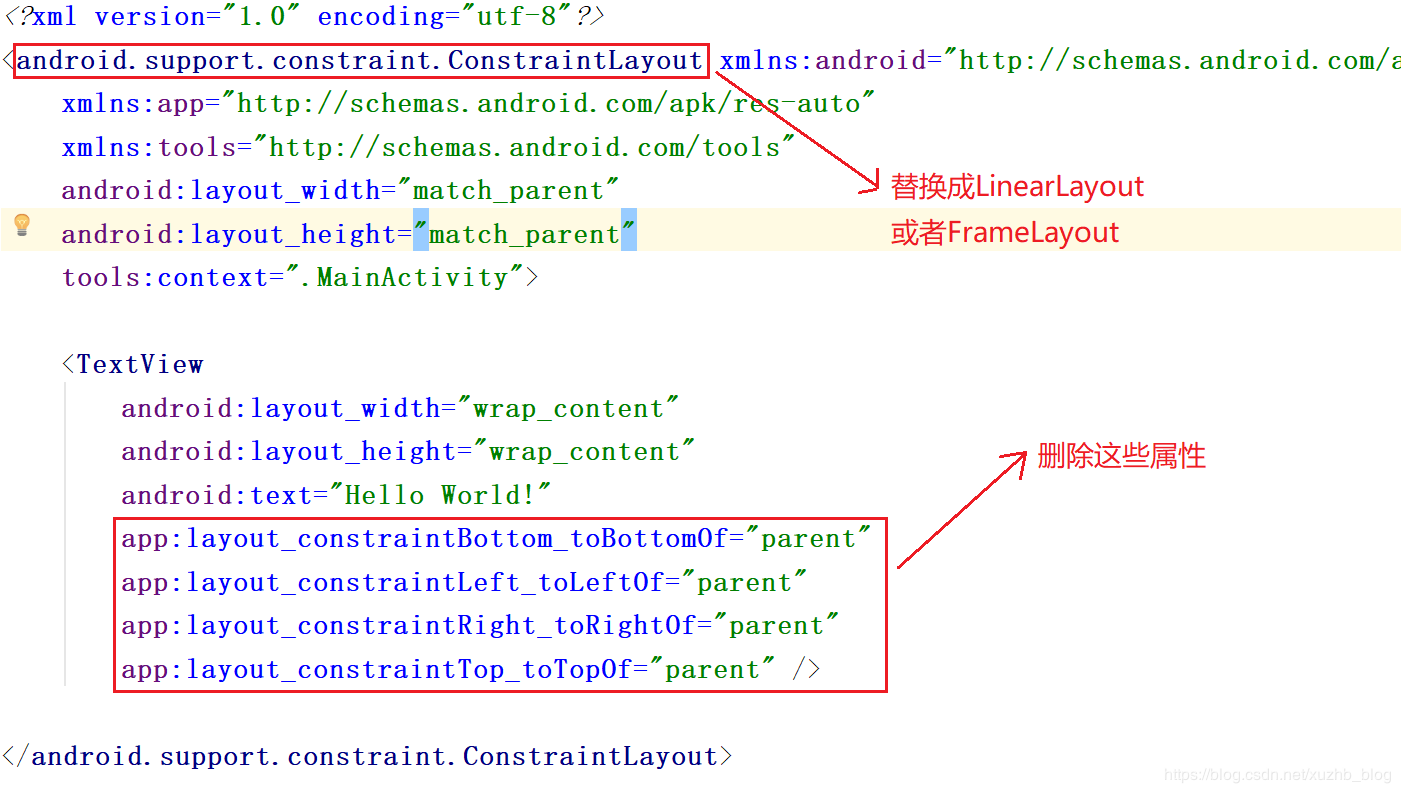 <?xml version="1.0" encoding="utf-8"?>
<android.support.constraint.ConstraintLayout xmlns:android="http://schemas.android.com/a
xmlns:app="http://schemas.android.com/apk/res-auto"
xmlns:tools="http://schemas.android.com/tools"
android:layout_width="match_parent"
替换成LinearLayout
android:layout_height="match_parent"
或者FrameLayout
tools:context=".MainActivity">
<TextView
android:layout_width="wrap_content"
android:layout_height="wrap_content"
删除这些属性
android:text="Hello World!"
app:layout_constraintBottom_toBottomOf="parent"
app:layout_constraintLeft_toLeftOf="parent"
app:layout_constraintRight_toRightOf="parent"
app:layout_constraintTop_toTopOf="parent" />
</android.support.constraint.ConstraintLayout>
https://blog.csdn.net/xuzhb_blog